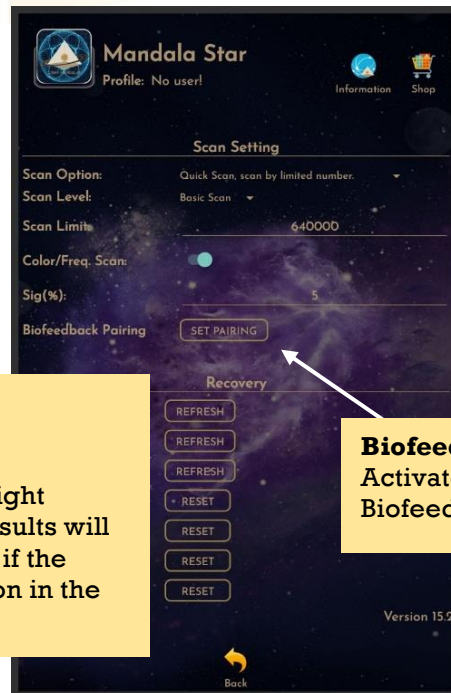 Mandala Star
Profile: No user!
Information
Shop
Scan Setting
Scan Option: Quick Scan, scan by limited number.
Scan Level: Basic Scan
Scan Limit: 640000
Color/Freq. Scan:
Sig(%): 5
Biofeedback Pairing SET PAIRING
Recovery
REFRESH
REFRESH
REFRESH
RESET
RESET
RESET
RESET
ight
sults will
if the
on in the
Biofeed
Activat
Biofeed
Version 15.2
Back